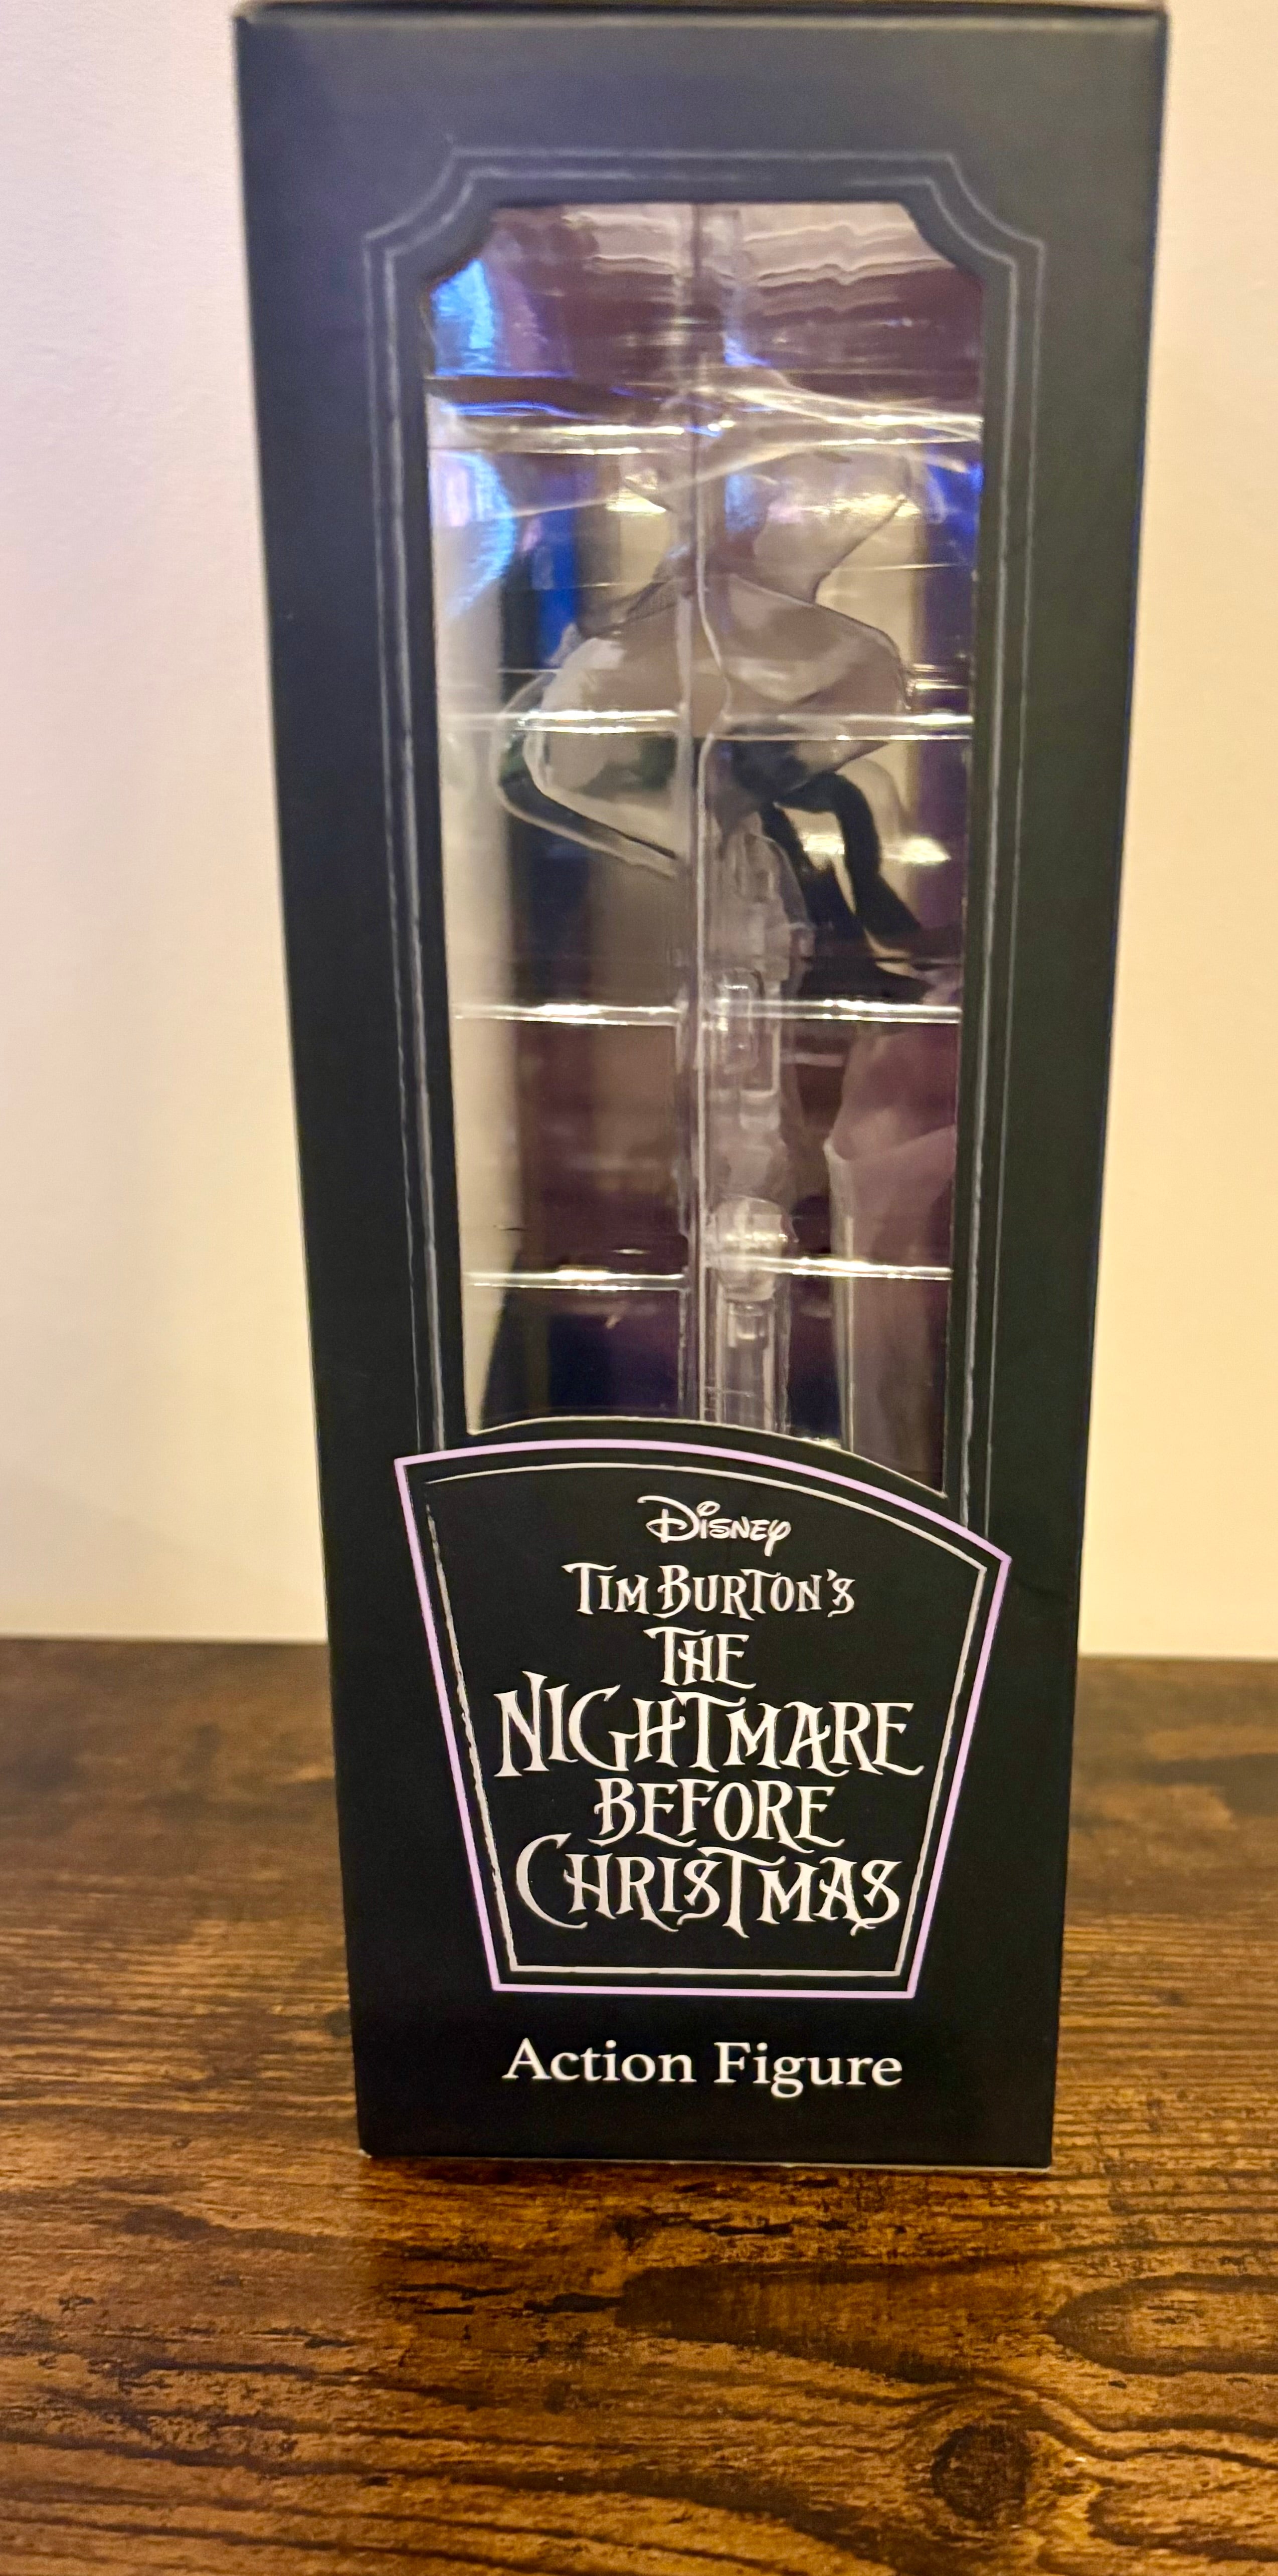 Disney
TIM BURTON'S
THE
NIGHTMARE
BEFORE
CHRISTMAS
Action Figure